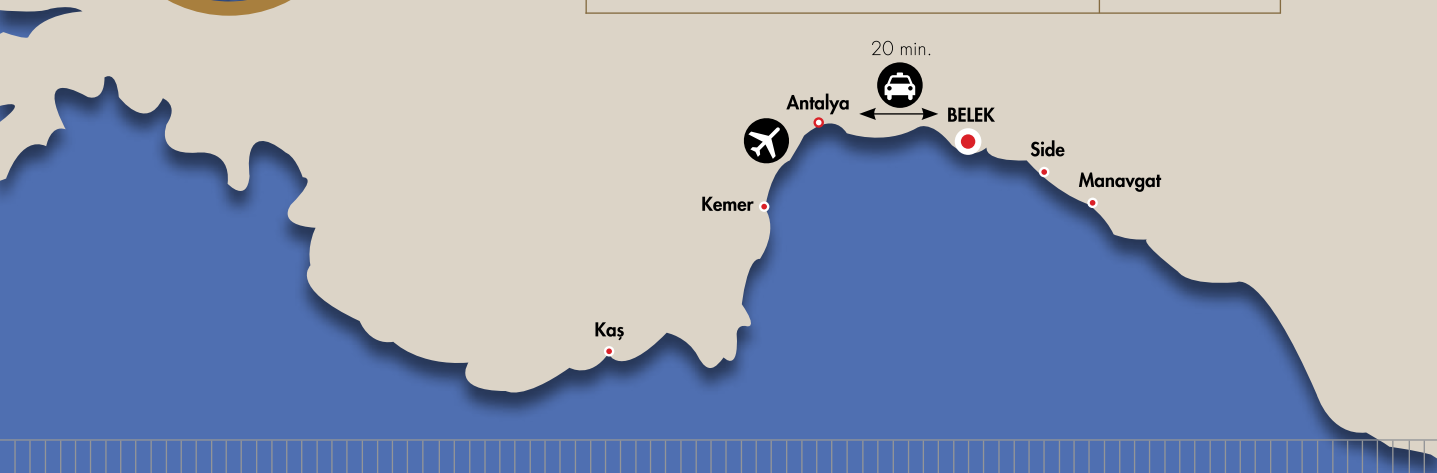 20 min.
Antalya
BELEK
Side
Manavgat
Kemer
Kaş